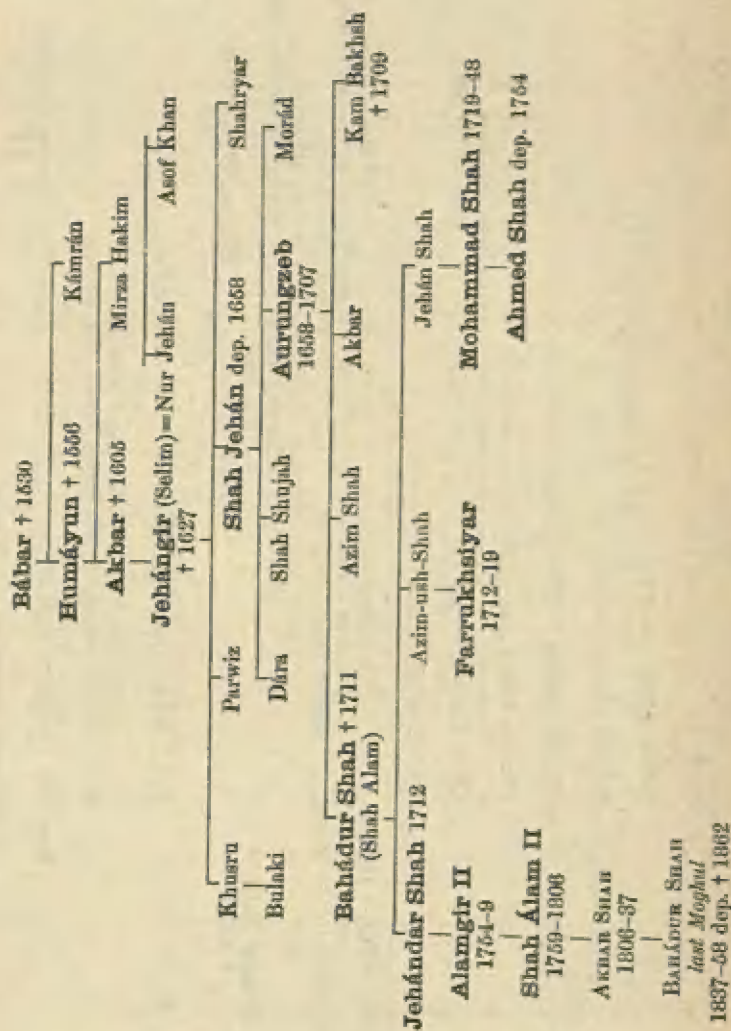 Bábar † 1530
Humáyun † 1556 Kámrán
Akbar † 1605 Mirza Hakim
Jehángir (Selim)=Nur Jehán Asof Khan
† 1627
Khusru Parwiz Shah Jehán dep. 1658 Shahryar
Bulaki Dára Shah Shujah Aurungzeb Morád
1658–1707
Bahádur Shah † 1711 Azim Shah Akbar Kam Bakhsh
(Shah Alam) † 1709
Jehándar Shah 1712 Azim-ush-Shah Jehán Shah
Alamgir II Farrukhsiyar Mohammad Shah 1719–48
1754–9 1712–19
Shah Álam II Ahmed Shah dep. 1754
1759–1806
AKBAR SHAH
1806–37
BAHÁDUR SHAH
last Moghul
1837–58 dep. † 1862